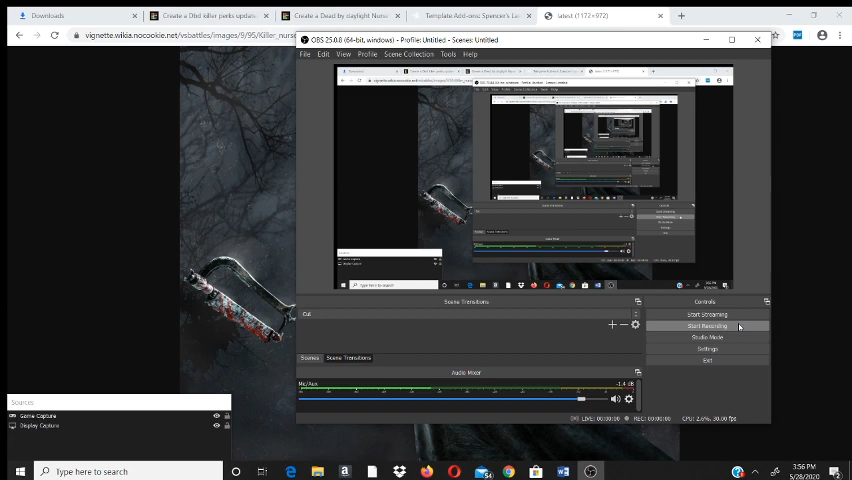 Downloads
Create a Dbd killer perks update
Create a Dead by daylight Nurse
Template Add-ons: Spencer's La
latest (1172×972)
vignette.wikia.nocookie.net/vsbattles/images/9/95/Killer_nurs
OBS 25.0.8 (64-bit, windows) - Profile: Untitled - Scenes: Untitled
File Edit View Profile Scene Collection Tools Help
Scene Transitions
Controls
Cut
Start Streaming
Start Recording
Studio Mode
Settings
Exit
Scenes Scene Transitions
Audio Mixer
Mic/Aux -1.4 dB
LIVE: 00:00:00 REC: 00:00:00 CPU: 2.6%, 30.00 fps
Sources
Game Capture
Display Capture
Type here to search
54
3:56 PM
5/28/2020
2